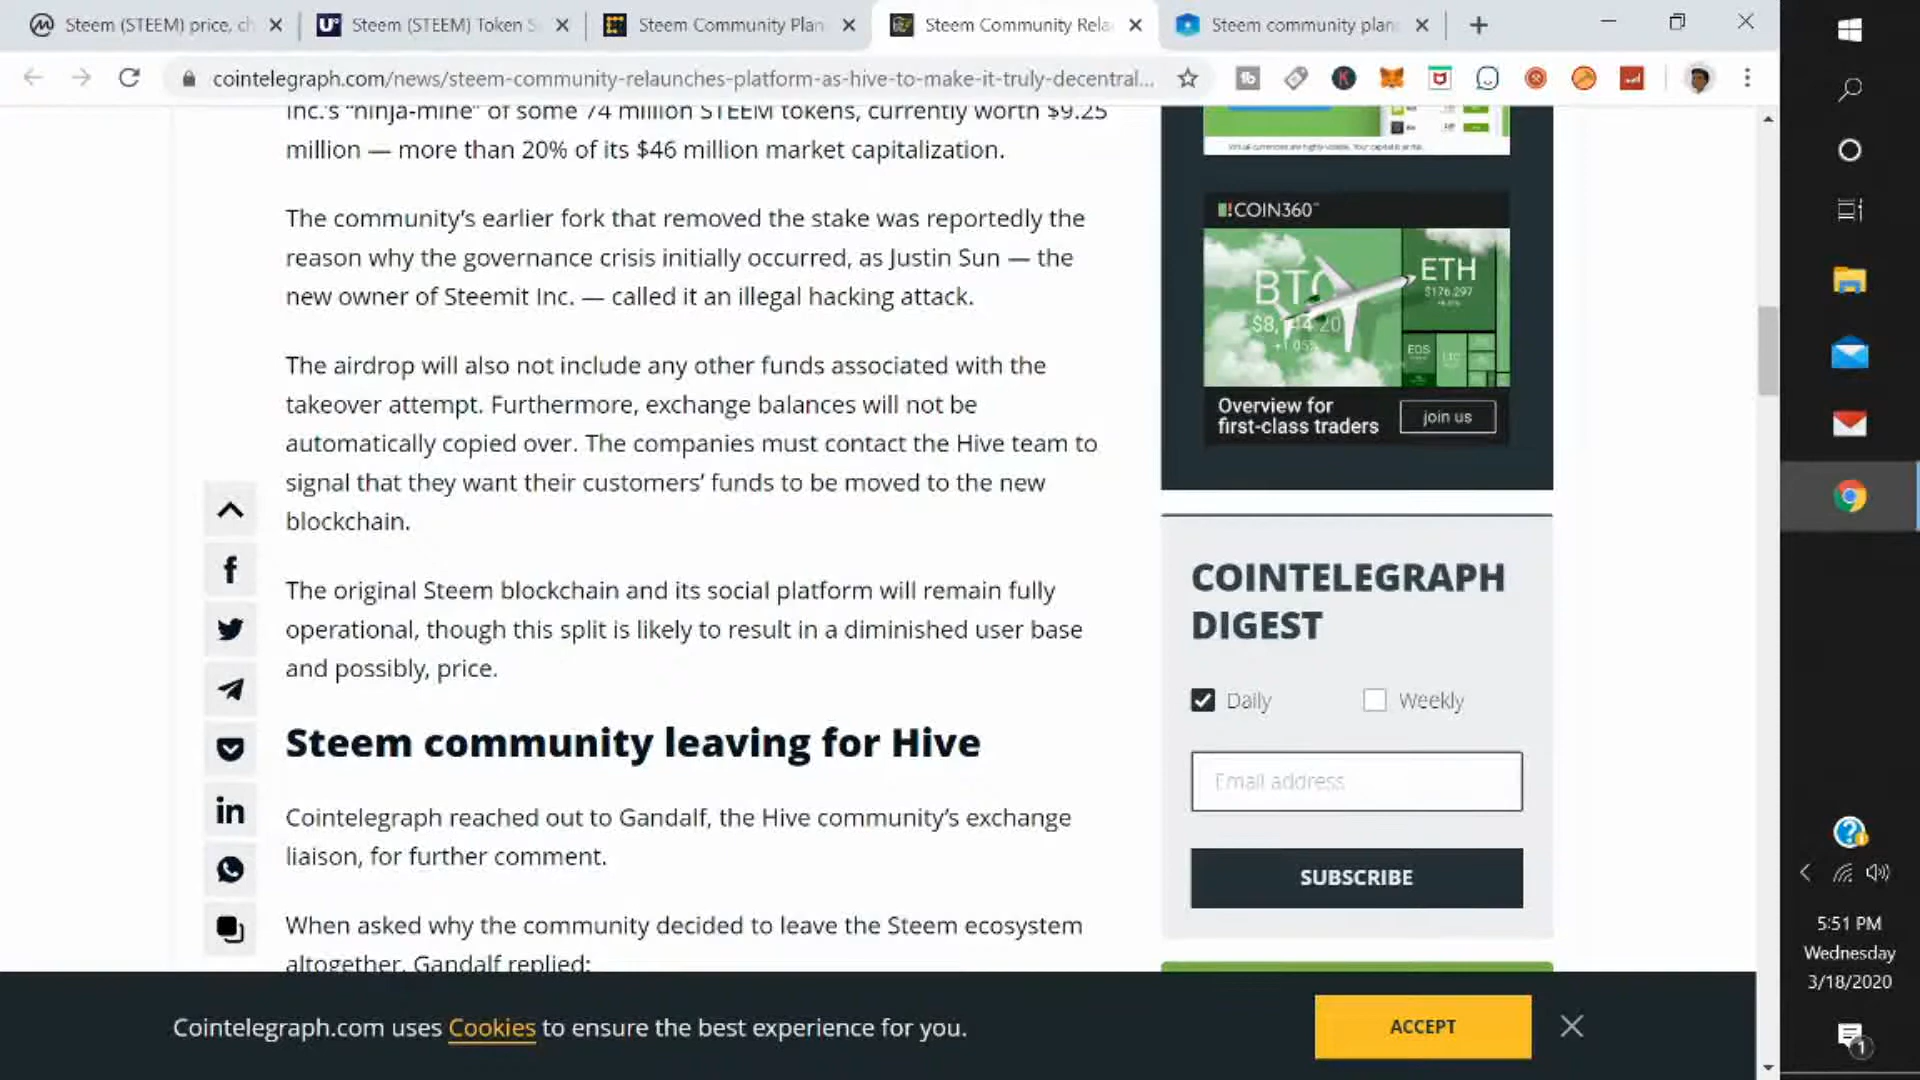 Steem (STEEM) price, ch
Steem (STEEM) Token S
Steem Community Plan
Steem Community Rela
Steem community plan
cointelegraph.com/news/steem-community-relaunches-platform-as-hive-to-make-it-truly-decentral...
Inc.'s "ninja-mine" of some 74 million STEEM tokens, currently worth $9.25
million — more than 20% of its $46 million market capitalization.
The community's earlier fork that removed the stake was reportedly the
reason why the governance crisis initially occurred, as Justin Sun — the
new owner of Steemit Inc. — called it an illegal hacking attack.
The airdrop will also not include any other funds associated with the
takeover attempt. Furthermore, exchange balances will not be
automatically copied over. The companies must contact the Hive team to
signal that they want their customers' funds to be moved to the new
blockchain.
The original Steem blockchain and its social platform will remain fully
operational, though this split is likely to result in a diminished user base
and possibly, price.
Steem community leaving for Hive
Cointelegraph reached out to Gandalf, the Hive community's exchange
liaison, for further comment.
When asked why the community decided to leave the Steem ecosystem
altogether, Gandalf replied:
COIN360
BTC
ETH
$176.297
EOS
LTC
Overview for
first-class traders
join us
COINTELEGRAPH
DIGEST
Daily
Weekly
Email address
SUBSCRIBE
Cointelegraph.com uses Cookies to ensure the best experience for you.
ACCEPT
5:51 PM
Wednesday
3/18/2020
1